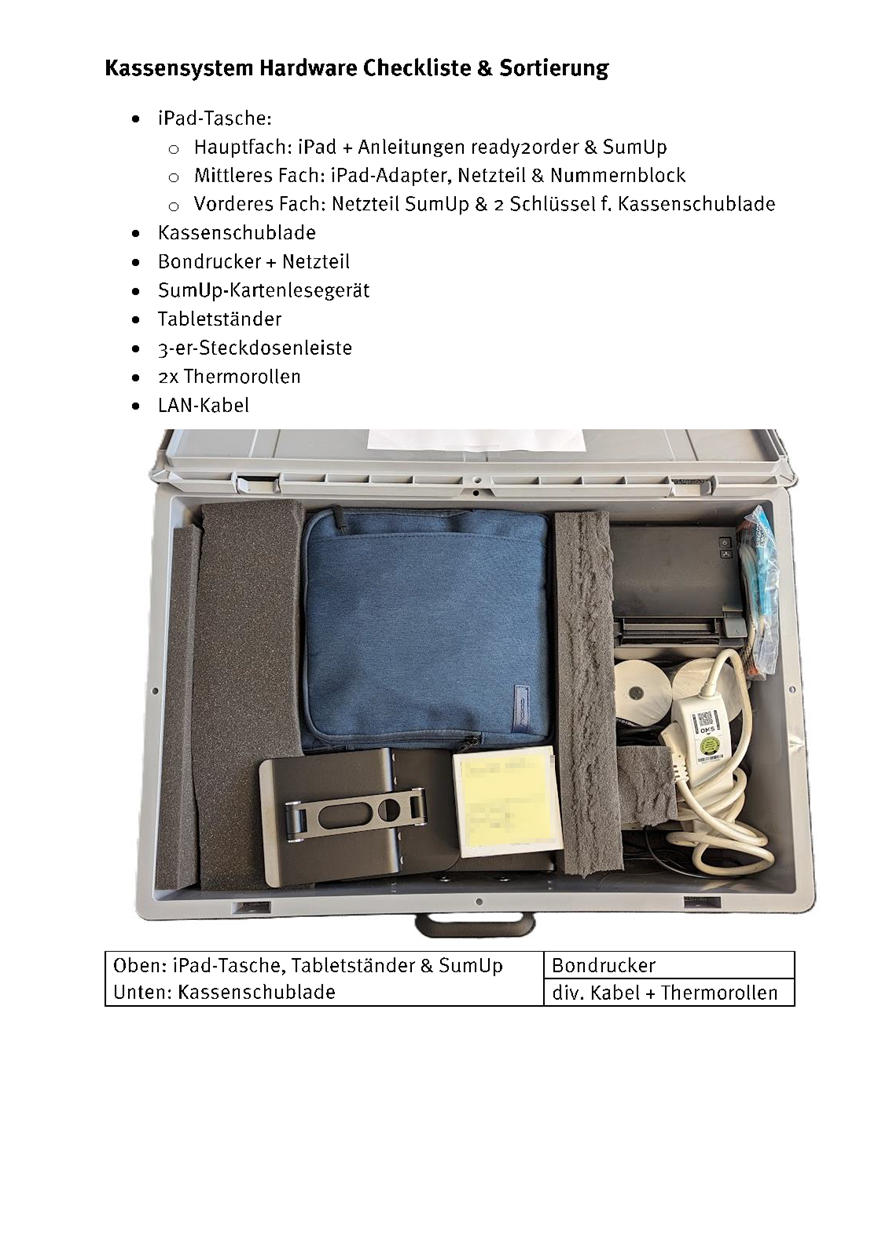 Kassensystem Hardware Checkliste & Sortierung
• iPad-Tasche:
o Hauptfach: iPad + Anleitungen ready2order & SumUp
o Mittleres Fach: iPad-Adapter, Netzteil & Nummernblock
o Vorderes Fach: Netzteil SumUp & 2 Schlüssel f. Kassenschublade
• Kassenschublade
• Bondrucker + Netzteil
• SumUp-Kartenlesegerät
• Tabletständer
• 3-er-Steckdosenleiste
• 2x Thermorollen
• LAN-Kabel
OHS
Oben: iPad-Tasche, Tabletständer & SumUp
Unten: Kassenschublade
Bondrucker
div. Kabel + Thermorollen